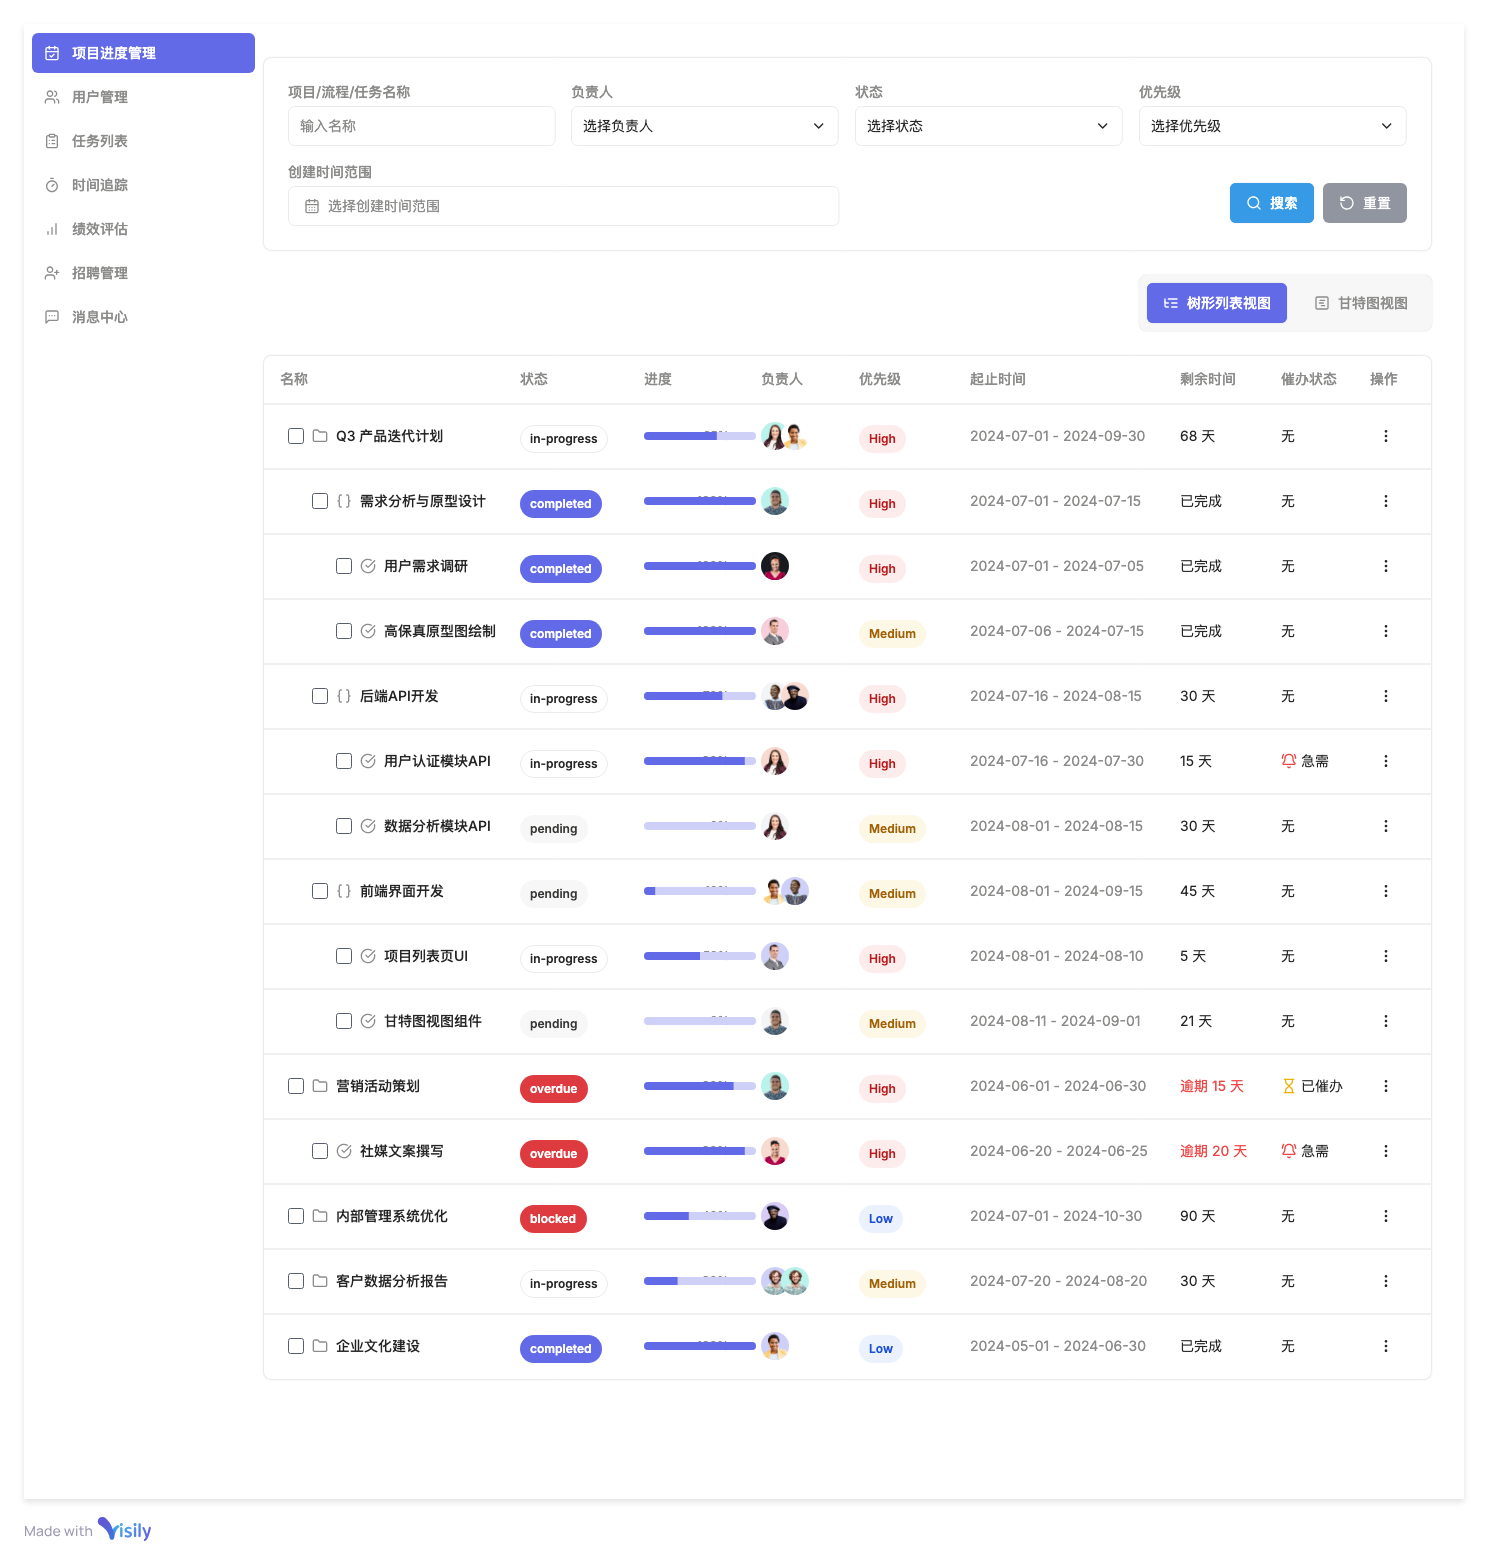 项目进度管理
用户管理
任务列表
时间追踪
绩效评估
招聘管理
消息中心
项目/流程/任务名称 负责人 状态 优先级
输入名称 选择负责人 选择状态 选择优先级
创建时间范围
选择创建时间范围 搜索 重置
树形列表视图 甘特图视图
名称 状态 进度 负责人 优先级 起止时间 剩余时间 催办状态 操作
Q3 产品迭代计划 in-progress High 2024-07-01 - 2024-09-30 68 天 无
需求分析与原型设计 completed High 2024-07-01 - 2024-07-15 已完成 无
用户需求调研 completed High 2024-07-01 - 2024-07-05 已完成 无
高保真原型图绘制 completed Medium 2024-07-06 - 2024-07-15 已完成 无
后端API开发 in-progress High 2024-07-16 - 2024-08-15 30 天 无
用户认证模块API in-progress High 2024-07-16 - 2024-07-30 15 天 急需
数据分析模块API pending Medium 2024-08-01 - 2024-08-15 30 天 无
前端界面开发 pending Medium 2024-08-01 - 2024-09-15 45 天 无
项目列表页UI in-progress High 2024-08-01 - 2024-08-10 5 天 无
甘特图视图组件 pending Medium 2024-08-11 - 2024-09-01 21 天 无
营销活动策划 overdue High 2024-06-01 - 2024-06-30 逾期 15 天 已催办
社媒文案撰写 overdue High 2024-06-20 - 2024-06-25 逾期 20 天 急需
内部管理系统优化 blocked Low 2024-07-01 - 2024-10-30 90 天 无
客户数据分析报告 in-progress Medium 2024-07-20 - 2024-08-20 30 天 无
企业文化建设 completed Low 2024-05-01 - 2024-06-30 已完成 无
Made with Visily